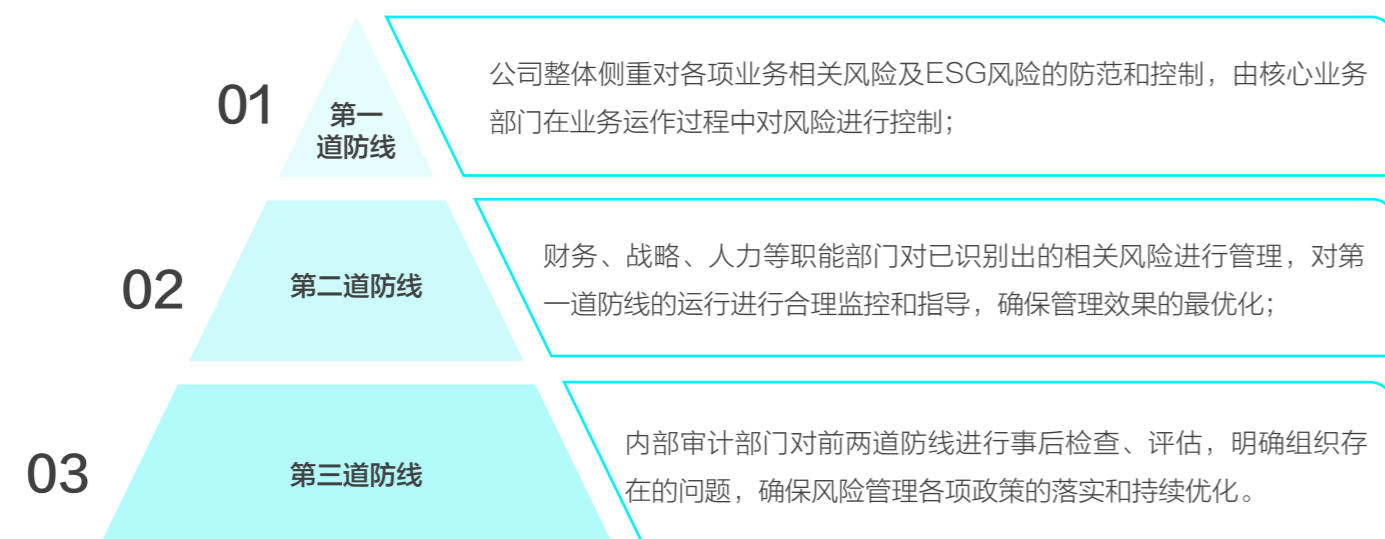 01
第一
道防线
公司整体侧重对各项业务相关风险及ESG风险的防范和控制，由核心业务
部门在业务运作过程中对风险进行控制；
02
第二道防线
财务、战略、人力等职能部门对已识别出的相关风险进行管理，对第
一道防线的运行进行合理监控和指导，确保管理效果的最优化；
03
第三道防线
内部审计部门对前两道防线进行事后检查、评估，明确组织存
在的问题，确保风险管理各项政策的落实和持续优化。